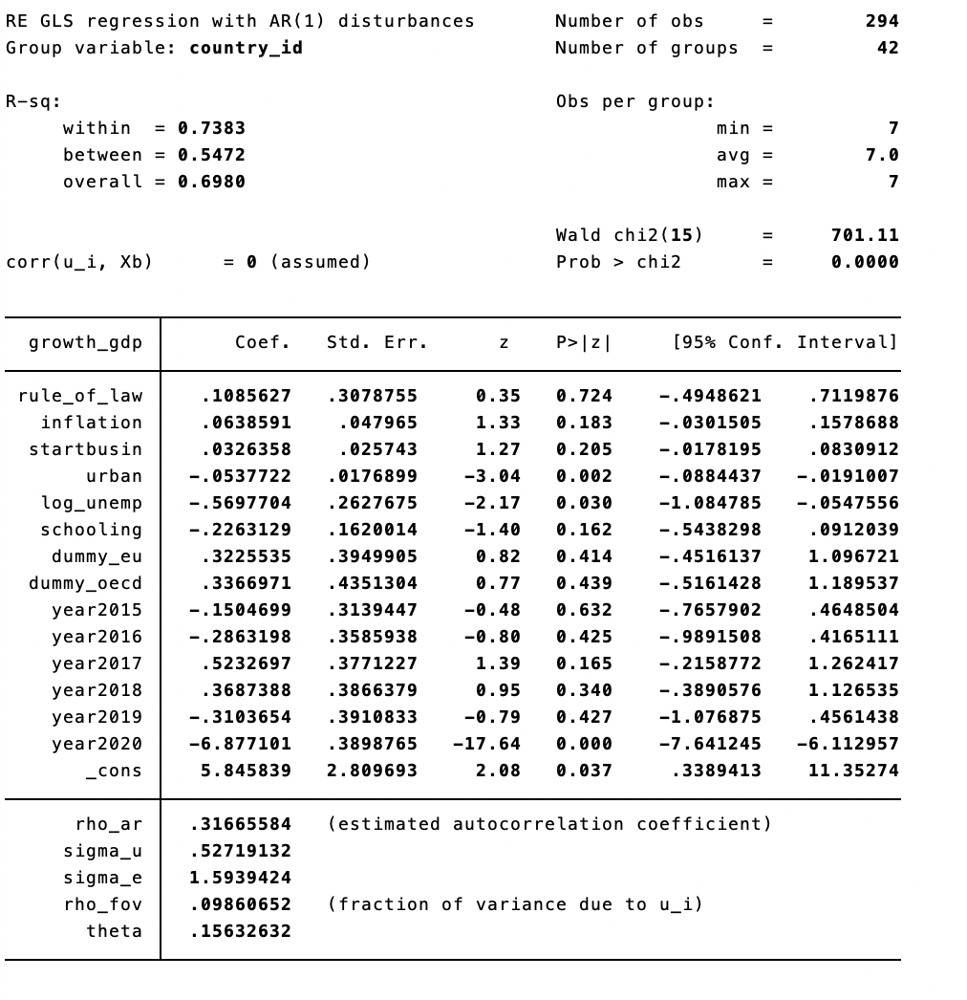 RE GLS regression with AR(1) disturbances Number of obs = 294
Group variable: country_id Number of groups = 42
R-sq: Obs per group:
within = 0.7383 min = 7
between = 0.5472 avg = 7.0
overall = 0.6980 max = 7
Wald chi2(15) = 701.11
corr(u_i, Xb) = 0 (assumed) Prob > chi2 = 0.0000
growth_gdp Coef. Std. Err. z P>|z| [95% Conf. Interval]
rule_of_law .1085627 .3078755 0.35 0.724 -.4948621 .7119876
inflation .0638591 .047965 1.33 0.183 -.0301505 .1578688
startbusin .0326358 .025743 1.27 0.205 -.0178195 .0830912
urban -.0537722 .0176899 -3.04 0.002 -.0884437 -.0191007
log_unemp -.5697704 .2627675 -2.17 0.030 -1.084785 -.0547556
schooling -.2263129 .1620014 -1.40 0.162 -.5438298 .0912039
dummy_eu .3225535 .3949905 0.82 0.414 -.4516137 1.096721
dummy_oecd .3366971 .4351304 0.77 0.439 -.5161428 1.189537
year2015 -.1504699 .3139447 -0.48 0.632 -.7657902 .4648504
year2016 -.2863198 .3585938 -0.80 0.425 -.9891508 .4165111
year2017 .5232697 .3771227 1.39 0.165 -.2158772 1.262417
year2018 .3687388 .3866379 0.95 0.340 -.3890576 1.126535
year2019 -.3103654 .3910833 -0.79 0.427 -1.076875 .4561438
year2020 -6.877101 .3898765 -17.64 0.000 -7.641245 -6.112957
_cons 5.845839 2.809693 2.08 0.037 .3389413 11.35274
rho_ar .31665584 (estimated autocorrelation coefficient)
sigma_u .52719132
sigma_e 1.5939424
rho_fov .09860652 (fraction of variance due to u_i)
theta .15632632